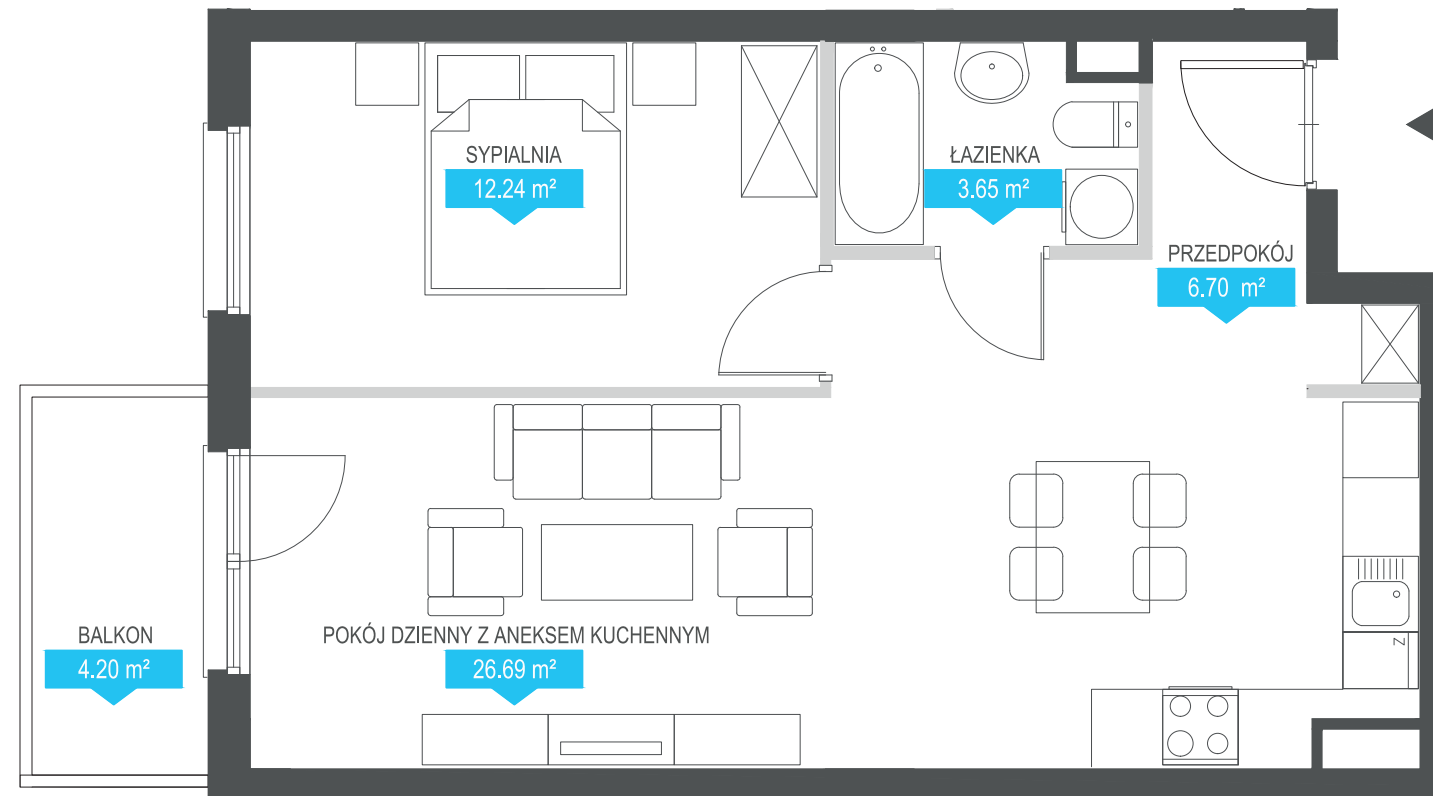 SYPIALNIA
12.24 m²
ŁAZIENKA
3.65 m²
PRZEDPOKÓJ
6.70 m²
BALKON
4.20 m²
POKÓJ DZIENNY Z ANEKSEM KUCHENNYM
26.69 m²
Z